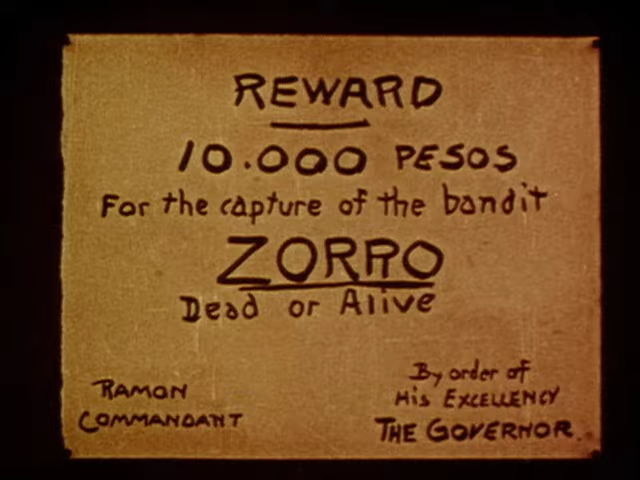 REWARD
10.000 PESOS
For the capture of the bandit
ZORRO
Dead or Alive
RAMON
COMMANDANT
By order of
His EXCELLENCY
THE GOVERNOR.